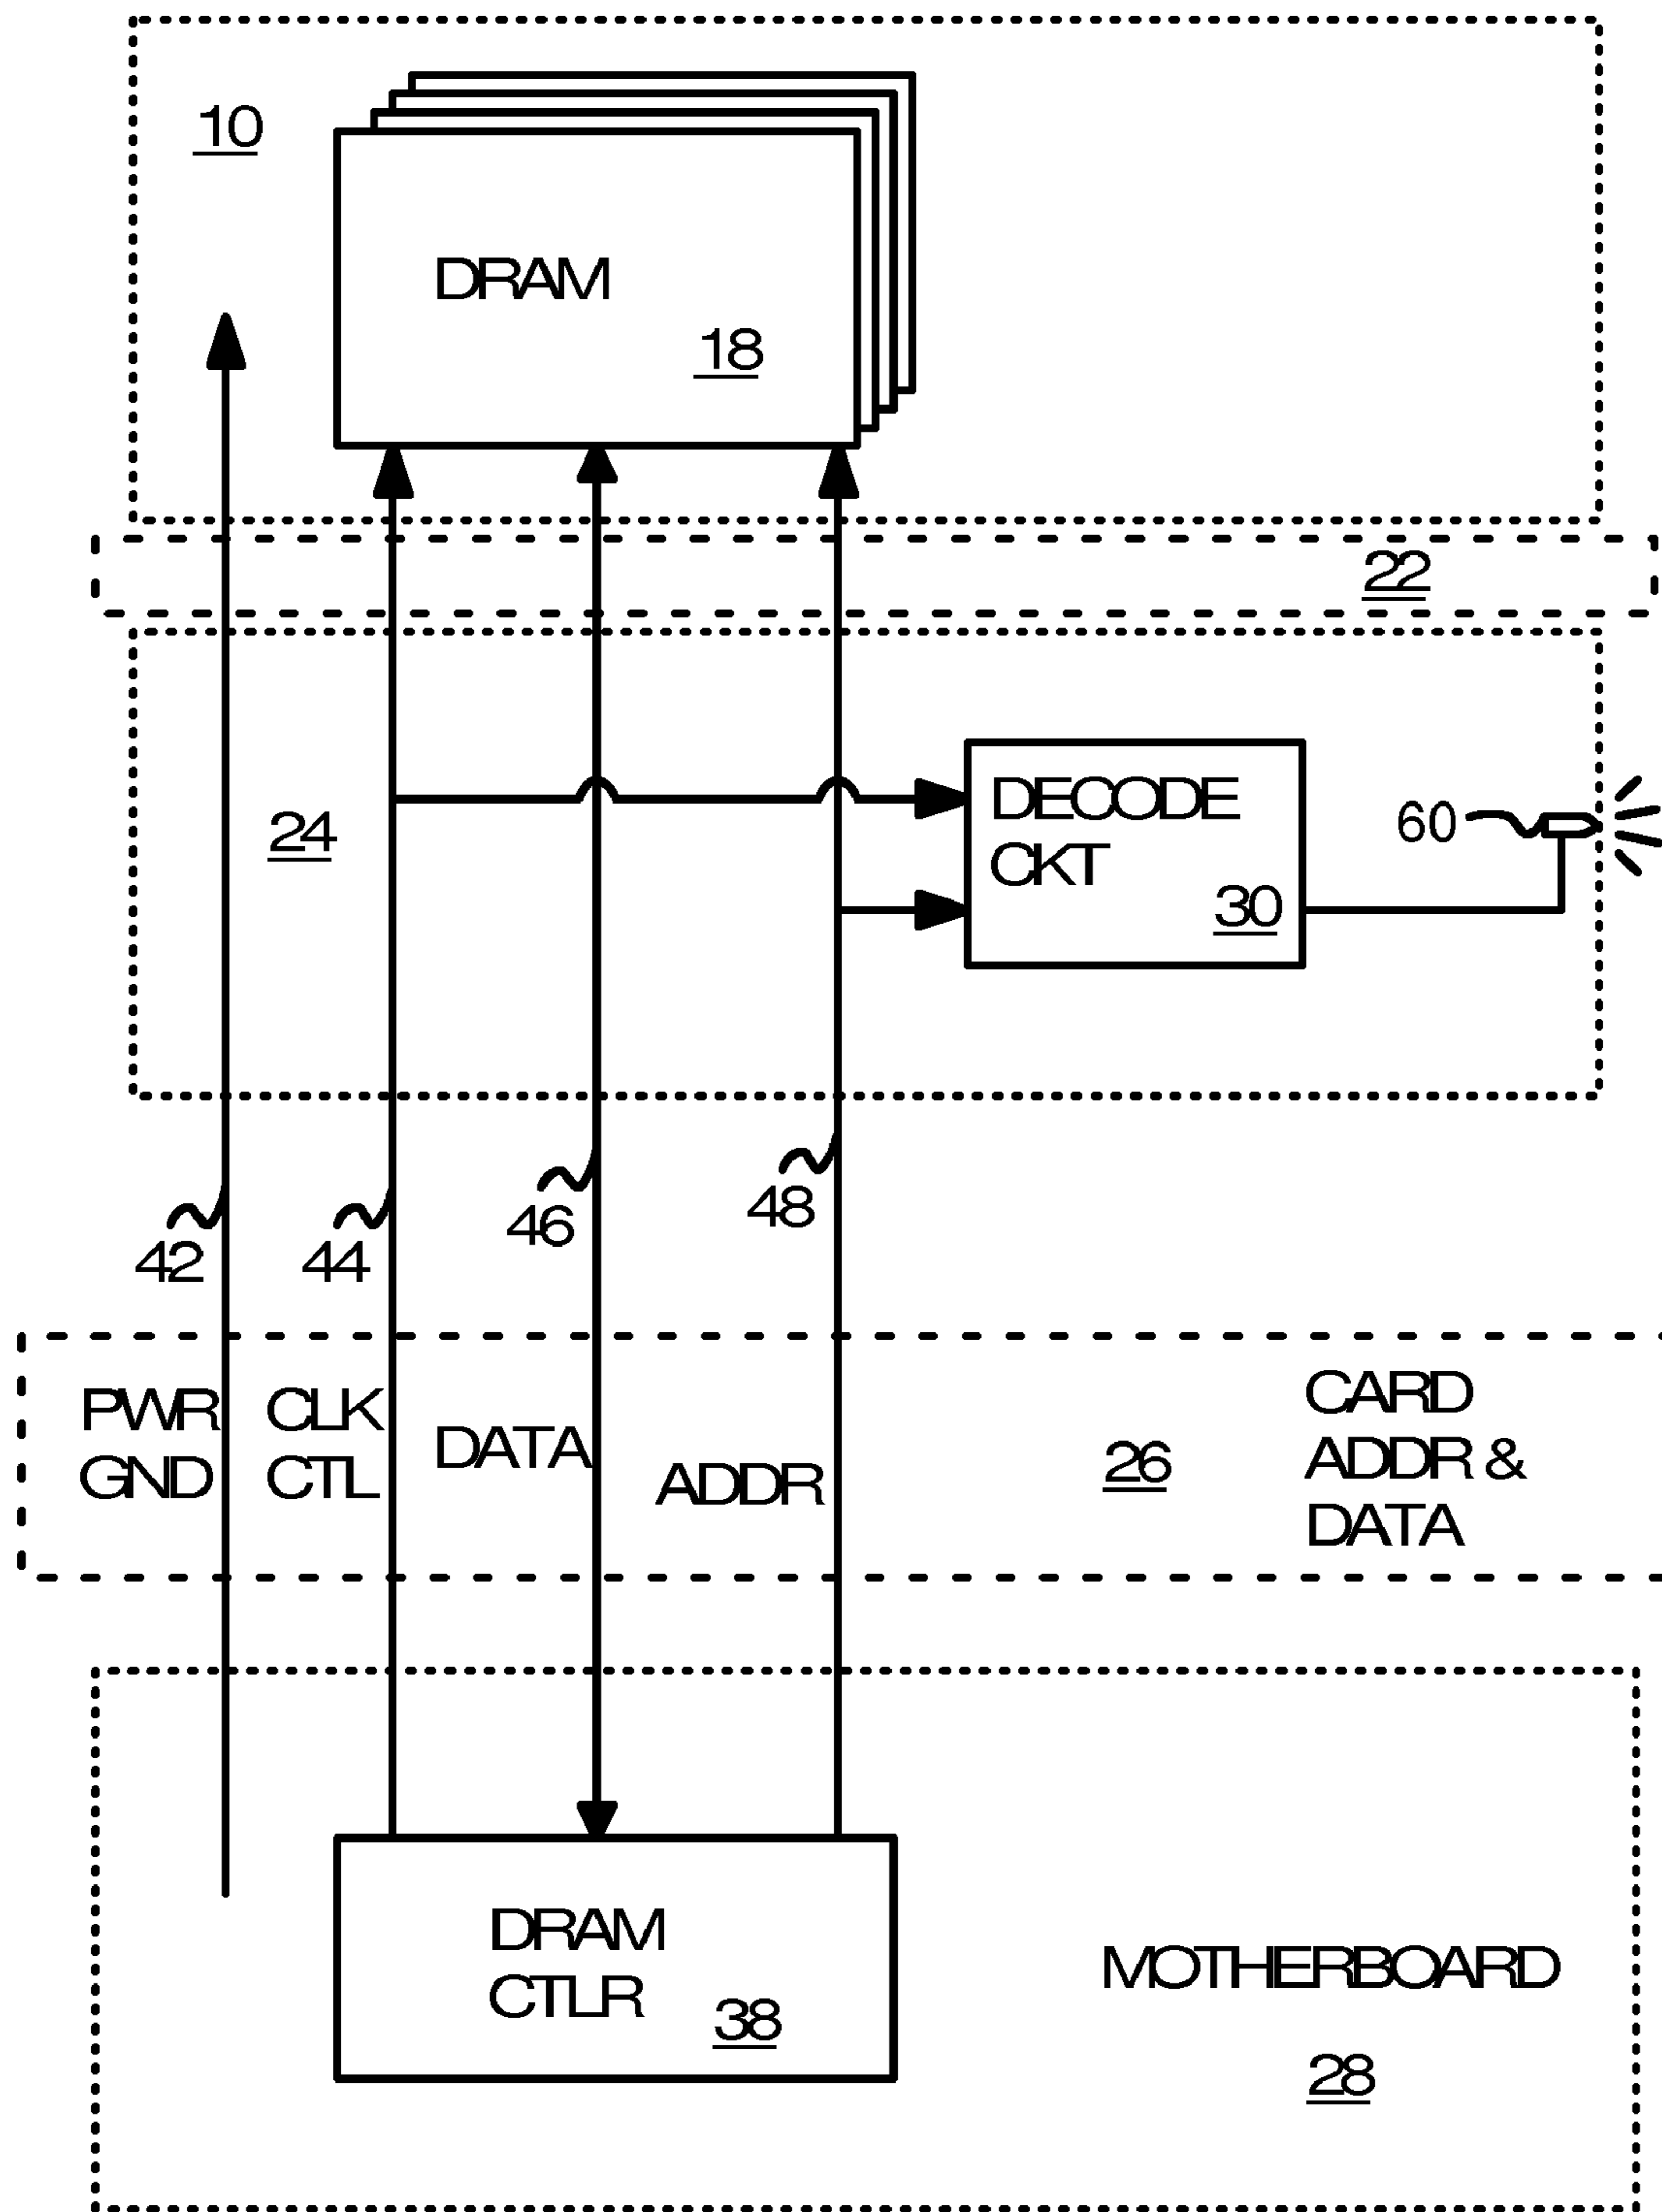 10
DRAM
18
22
24
DECODE
CKT
30
60
42
44
46
48
PWR
GND
CLK
CTL
DATA
ADDR
26
CARD
ADDR &
DATA
DRAM
CTLR
38
MOTHERBOARD
28